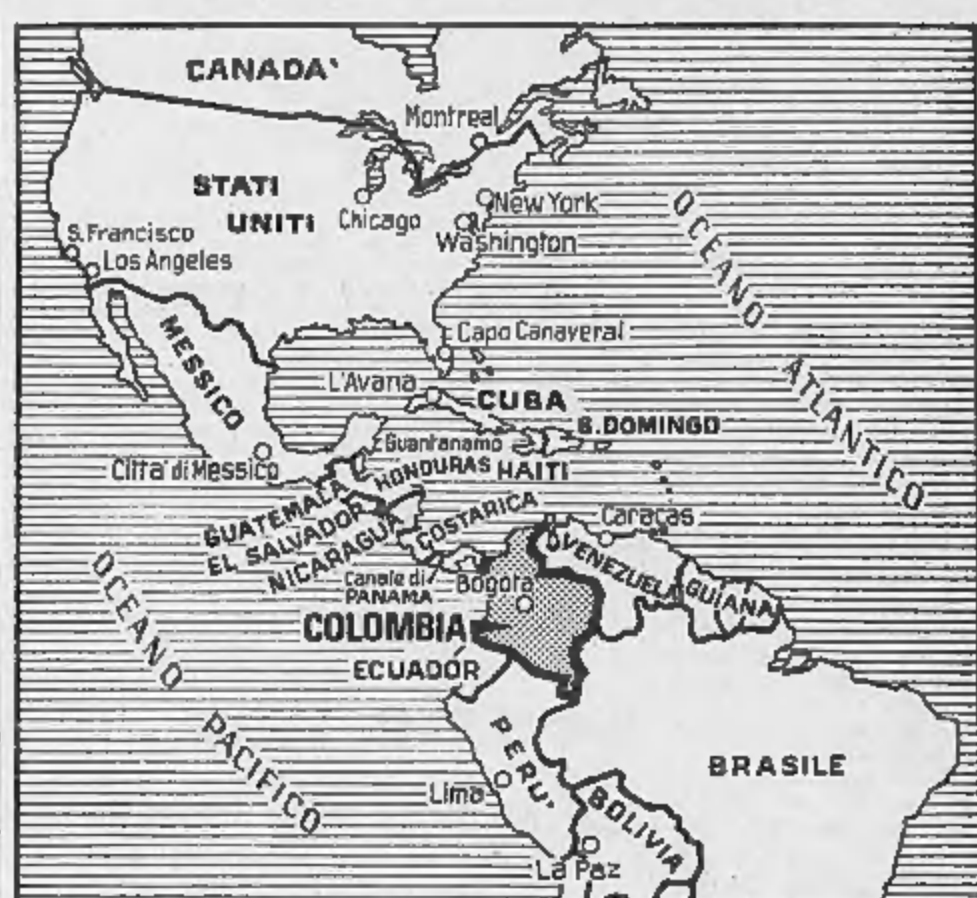 CANADA'
Montreal
STATI
UNITI
Chicago
New York
Washington
S. Francisco
Los Angeles
OCEANO
ATLANTICO
MESSICO
Capo Canaveral
L'Avana
CUBA
S. DOMINGO
Guantanamo
Citta' di Messico
HONDURAS
HAITI
GUATEMALA
EL SALVADOR
NICARAGUA
COSTARICA
Caracas
VENEZUELA
GUIANA
OCEANO
PACIFICO
Canale di
PANAMA
Bogota
COLOMBIA
ECUADOR
PERU'
BRASILE
Lima
BOLIVIA
La Paz